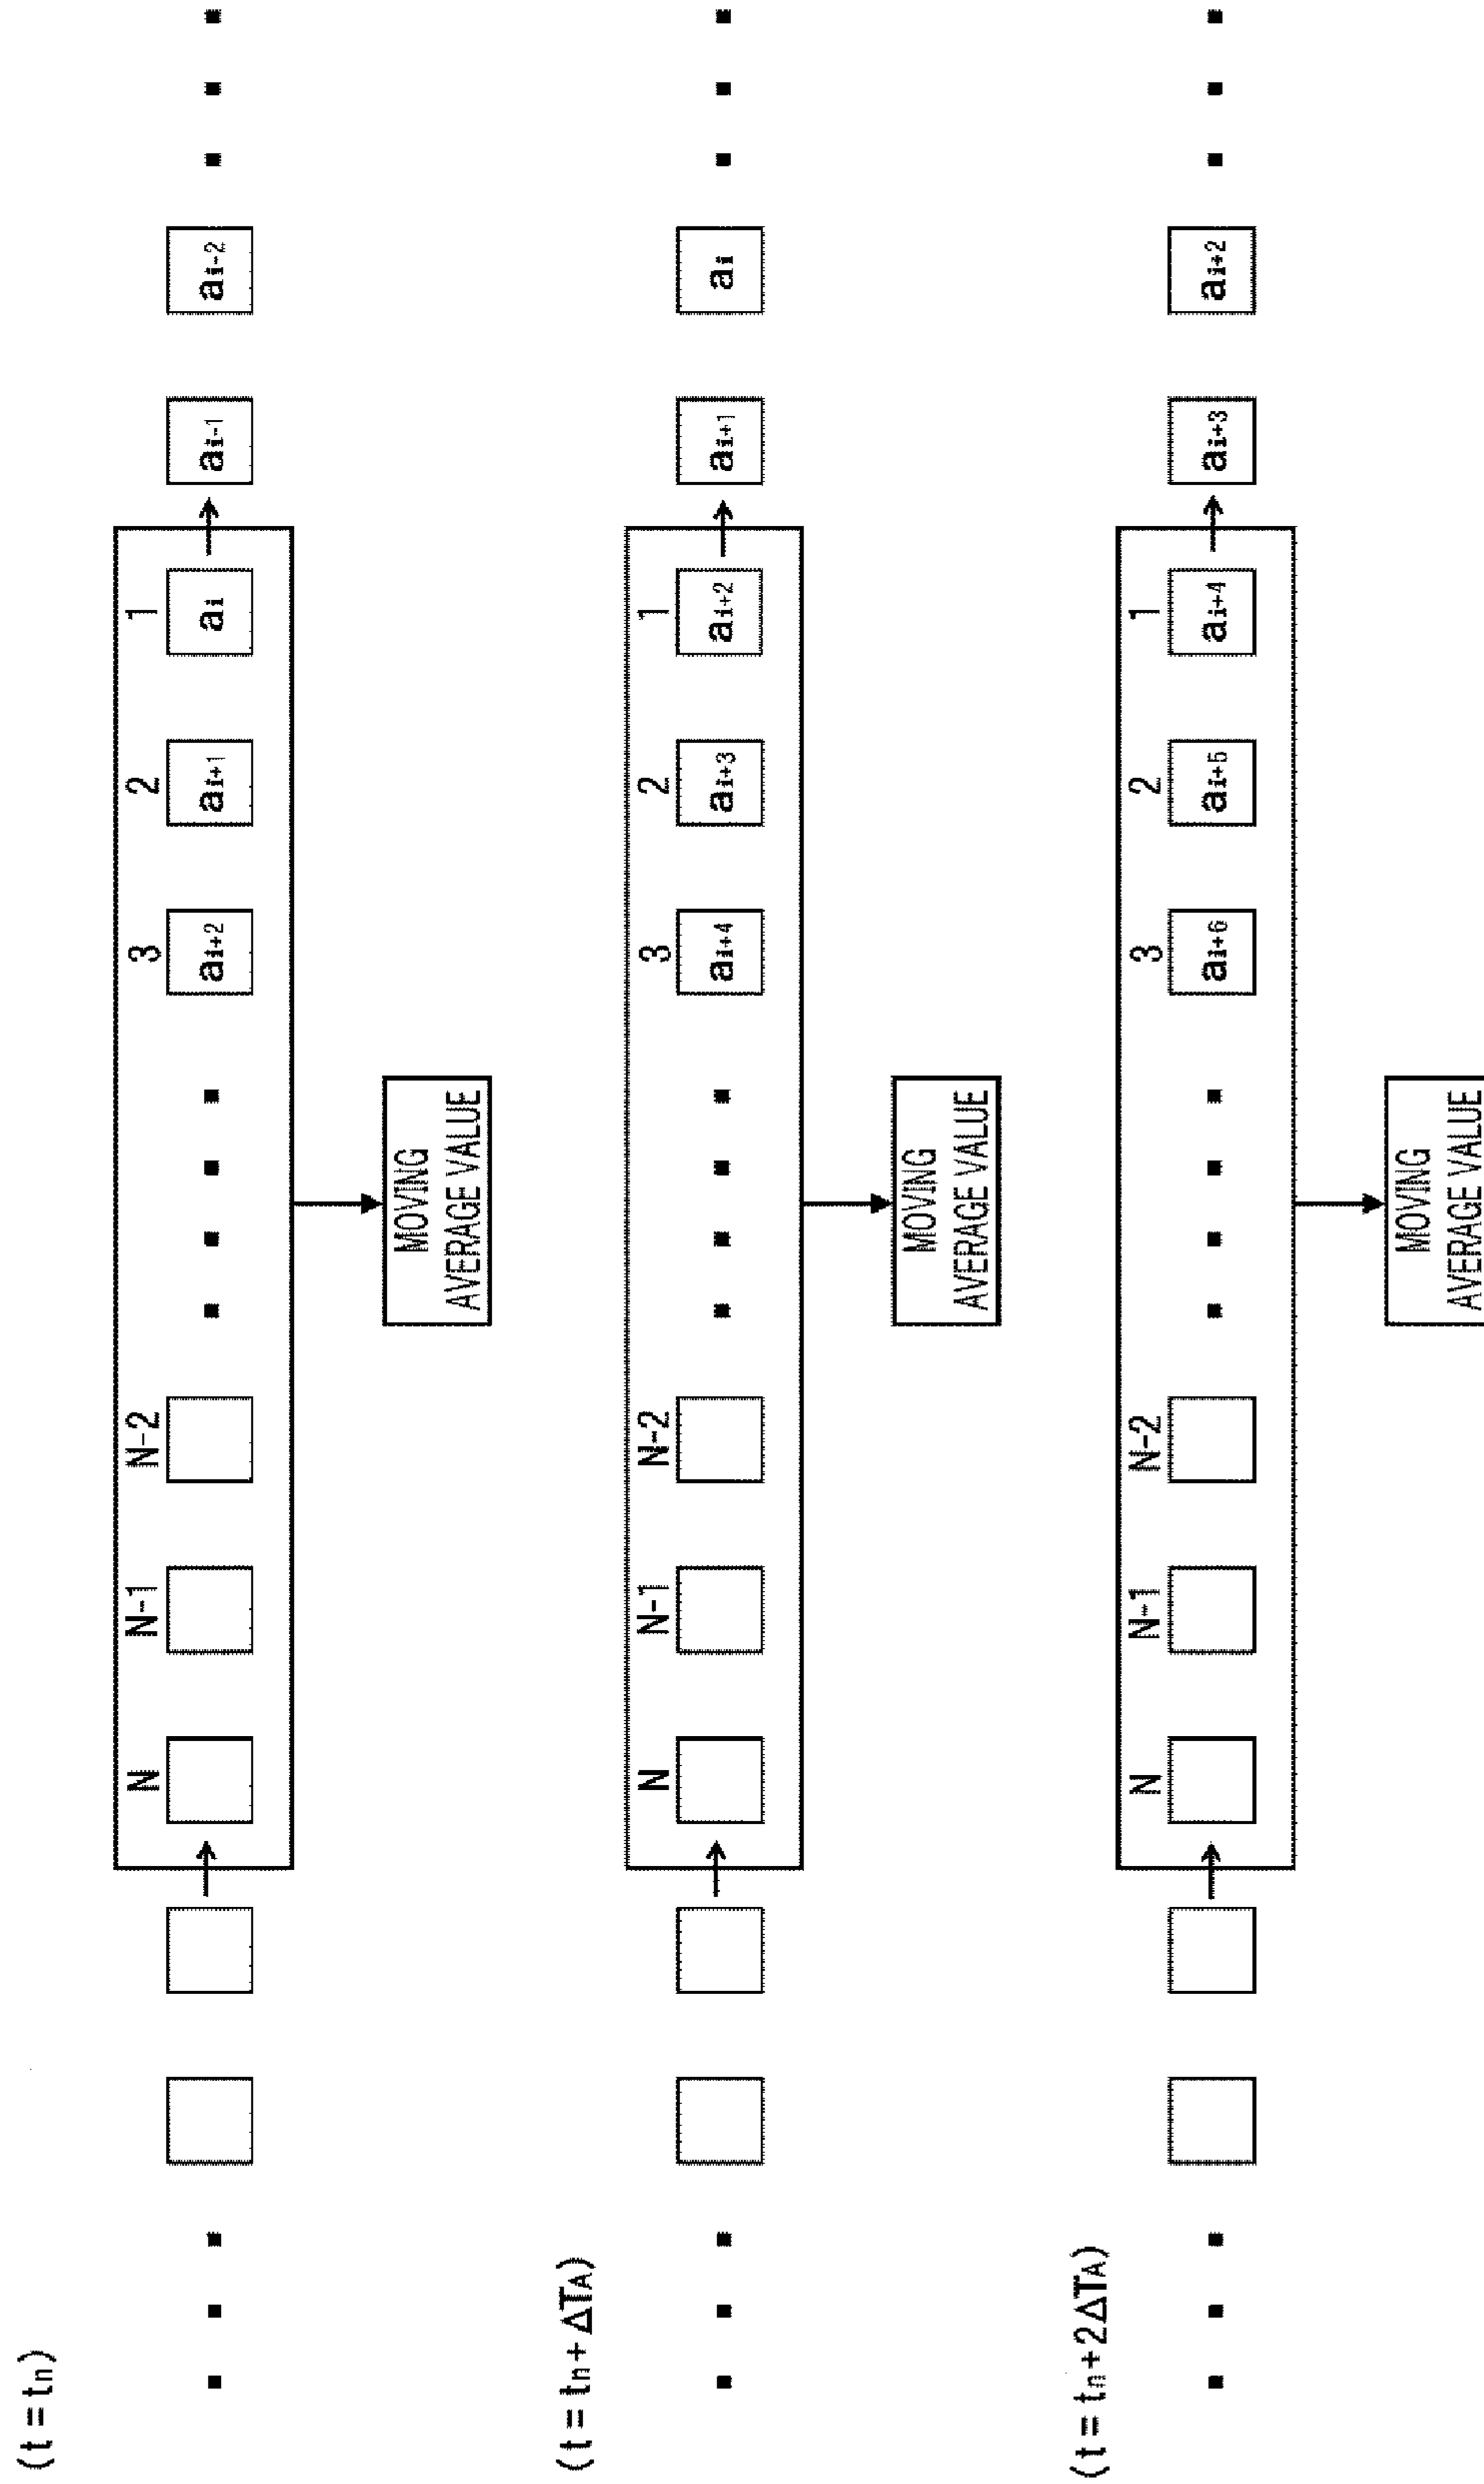 (t = tn)
N N-1 N-2 3 2 1
ai+2 ai+1 ai ai-1 ai-2
MOVING
AVERAGE VALUE
(t = tn + ΔTA)
N N-1 N-2 3 2 1
ai+4 ai+3 ai+2 ai+1 ai
MOVING
AVERAGE VALUE
(t = tn + 2ΔTA)
N N-1 N-2 3 2 1
ai+6 ai+5 ai+4 ai+3 ai+2
MOVING
AVERAGE VALUE